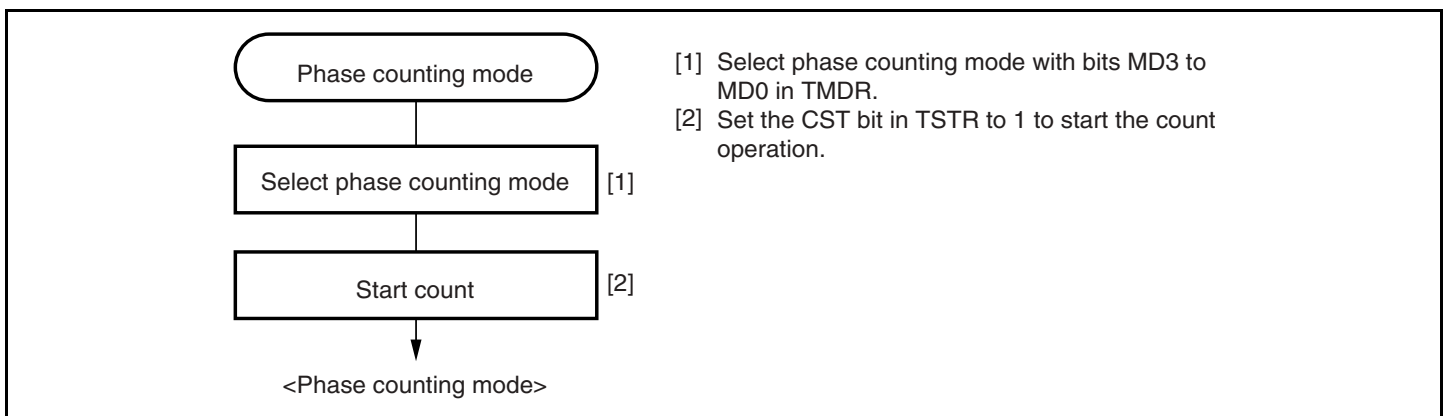 Phase counting mode
Select phase counting mode
[1]
Start count
[2]
<Phase counting mode>
[1] Select phase counting mode with bits MD3 to
MD0 in TMDR.
[2] Set the CST bit in TSTR to 1 to start the count
operation.